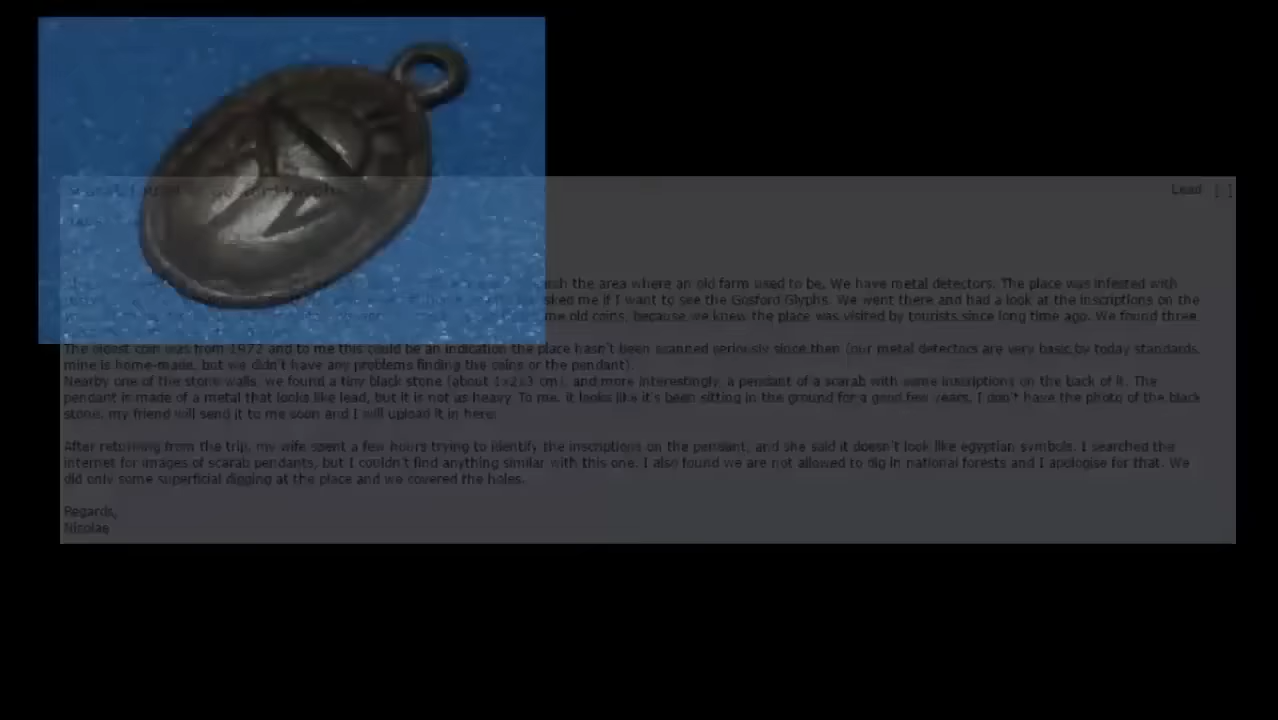 Lead [ ]
the area where an old farm used to be. We have metal detectors. The place was infested with
asked me if I want to see the Gosford Glyphs. We went there and had a look at the inscriptions on the
old coins, because we knew the place was visited by tourists since long time ago. We found three
The oldest coin was from 1972 and to me this could be an indication the place hasn't been scanned seriously since then (our metal detectors are very basic by today standards,
mine is home-made, but we didn't have any problems finding the coins or the pendant).
Nearby one of the stone walls, we found a tiny black stone (about 1x2x3 cm), and more interestingly, a pendant of a scarab with some inscriptions on the back of it. The
pendant is made of a metal that looks like lead, but it is not as heavy. To me, it looks like it's been sitting in the ground for a good few years. I don't have the photo of the black
stone, my friend will send it to me soon and I will upload it in here.
After returning from the trip, my wife spent a few hours trying to identify the inscriptions on the pendant, and she said it doesn't look like egyptian symbols. I searched the
internet for images of scarab pendants, but I couldn't find anything similar with this one. I also found we are not allowed to dig in national forests and I apologise for that. We
did only some superficial digging at the place and we covered the holes.
Regards,
Nicolae